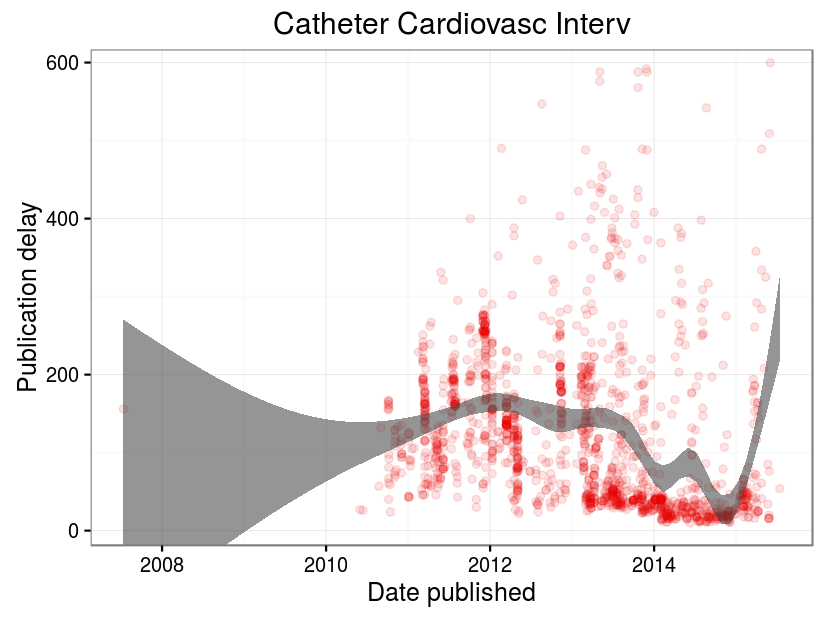 Catheter Cardiovasc Interv
Publication delay
600
400
200
0
2008 2010 2012 2014
Date published